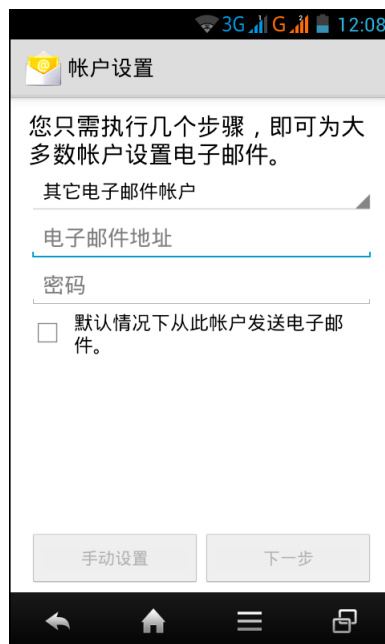 3G G 12:08
帐户设置
您只需执行几个步骤，即可为大
多数帐户设置电子邮件。
其它电子邮件帐户
电子邮件地址
密码
默认情况下从此帐户发送电子邮
件。
手动设置 下一步